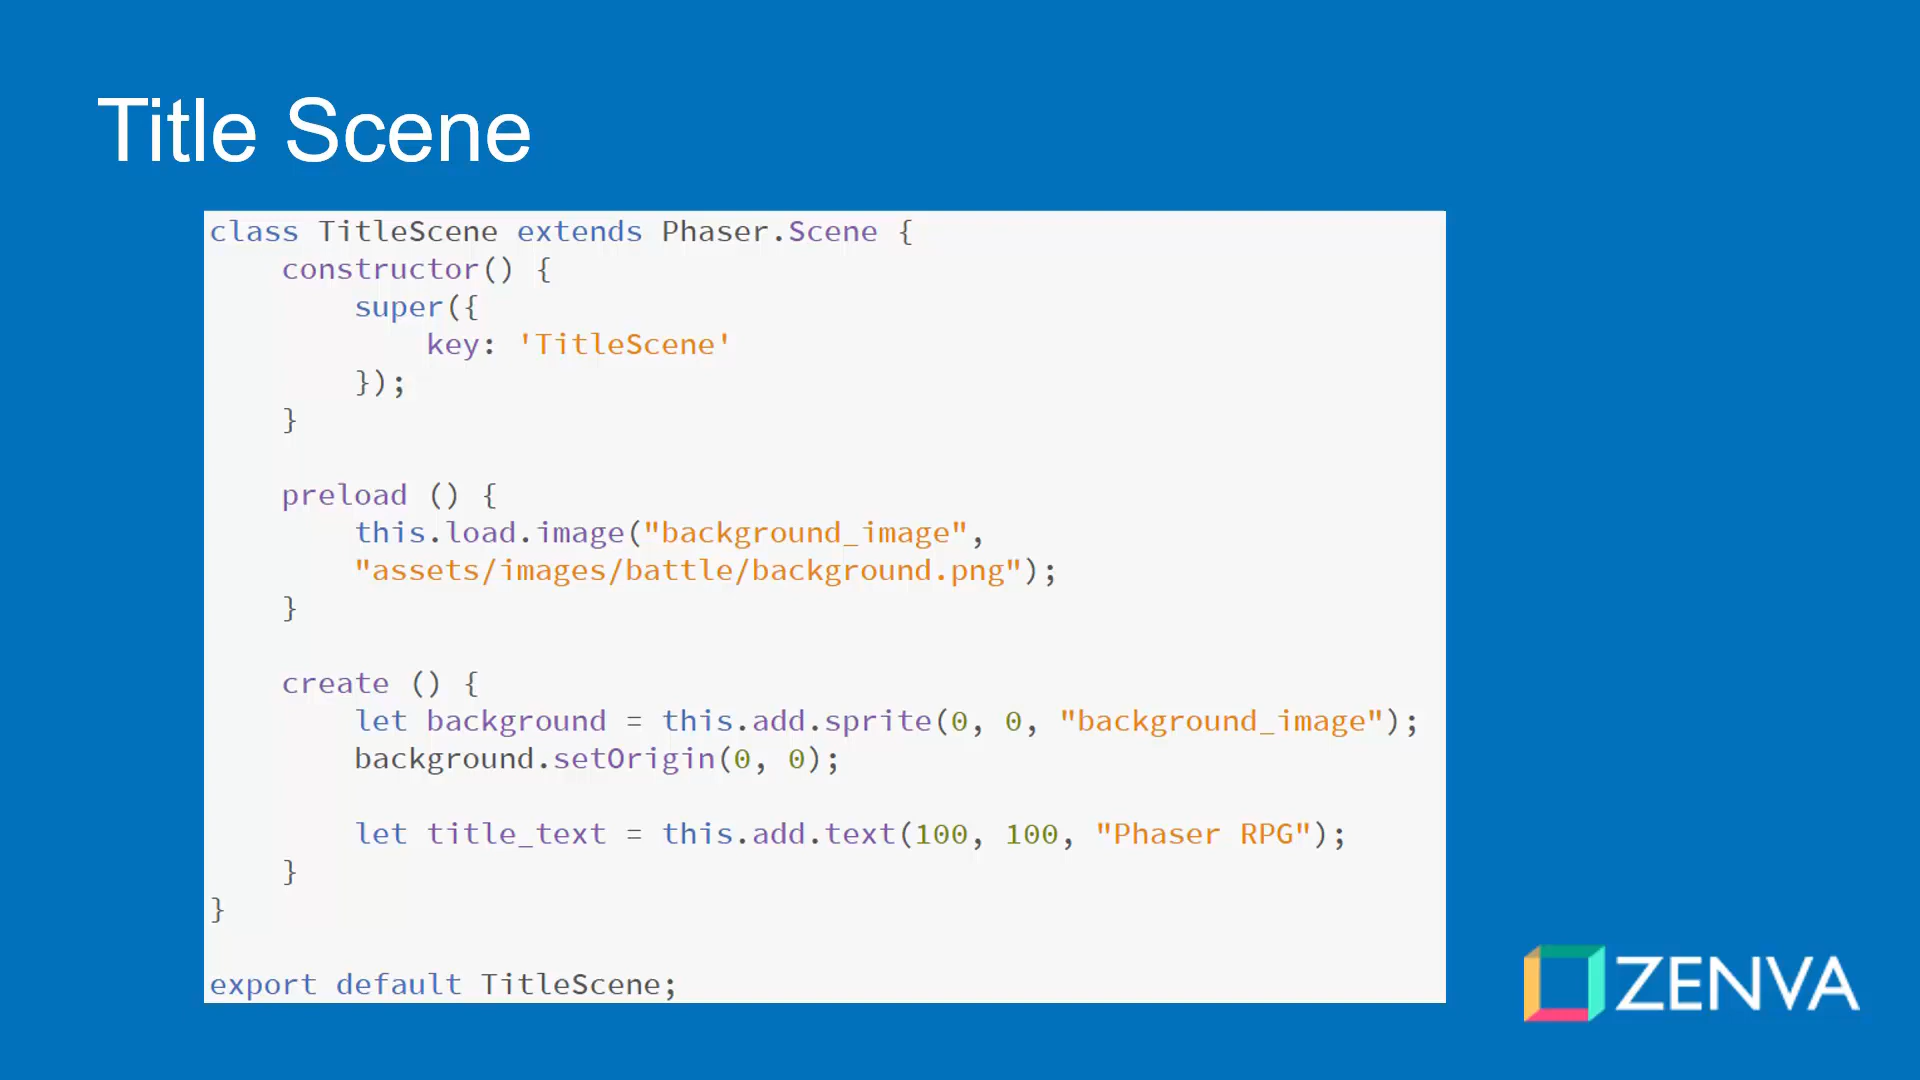 Title Scene
class TitleScene extends Phaser.Scene {
    constructor() {
        super({
            key: 'TitleScene'
        });
    }

    preload () {
        this.load.image("background_image",
        "assets/images/battle/background.png");
    }

    create () {
        let background = this.add.sprite(0, 0, "background_image");
        background.setOrigin(0, 0);

        let title_text = this.add.text(100, 100, "Phaser RPG");
    }
}

export default TitleScene;
ZENVA